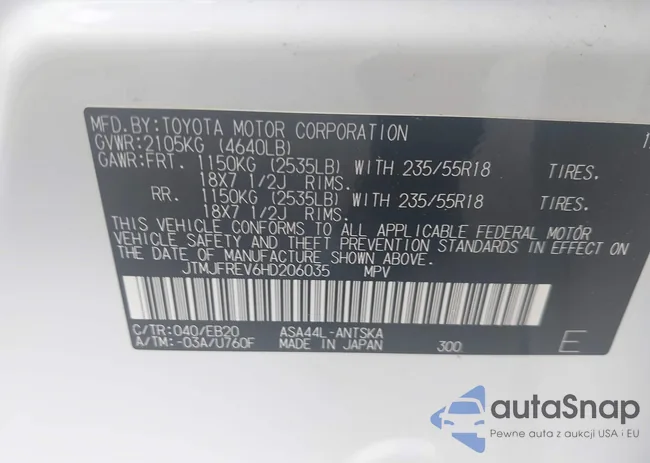 MFD.BY:TOYOTA MOTOR CORPORATION
GVWR:2105KG (4640LB)
GAWR:FRT. 1150KG (2535LB) WITH 235/55R18 TIRES.
18X7 1/2J RIMS.
RR. 1150KG (2535LB) WITH 235/55R18 TIRES.
18X7 1/2J RIMS.
THIS VEHICLE CONFORMS TO ALL APPLICABLE FEDERAL MOTOR
VEHICLE SAFETY AND THEFT PREVENTION STANDARDS IN EFFECT ON
THE DATE OF MANUFACTURE SHOWN ABOVE.
JTMJFREV6HD206035 MPV
C/TR:040/EB20 ASA44L-ANTSKA
A/TM:-03A/U760F MADE IN JAPAN 300 E
autaSnap
Pewne auta z aukcji USA i EU